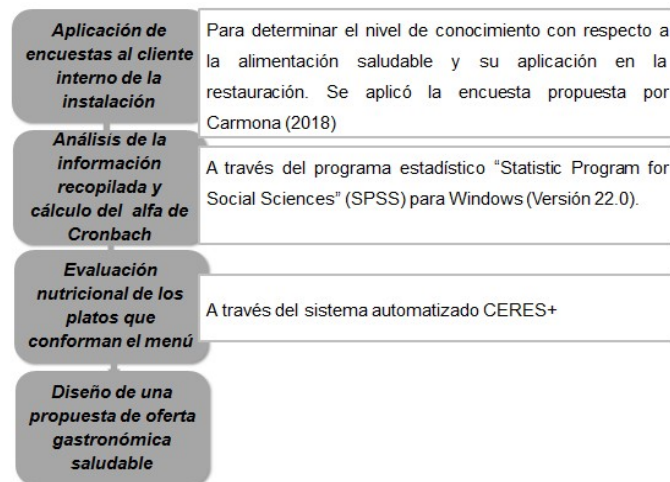 Aplicación de
encuestas al cliente
interno de la
instalación
Para determinar el nivel de conocimiento con respecto a
la alimentación saludable y su aplicación en la
restauración. Se aplicó la encuesta propuesta por
Carmona (2018)
Análisis de la
información
recopilada y
cálculo del alfa de
Cronbach
A través del programa estadístico “Statistic Program for
Social Sciences” (SPSS) para Windows (Versión 22.0).
Evaluación
nutricional de los
platos que
conforman el menú
A través del sistema automatizado CERES+
Diseño de una
propuesta de oferta
gastronómica
saludable